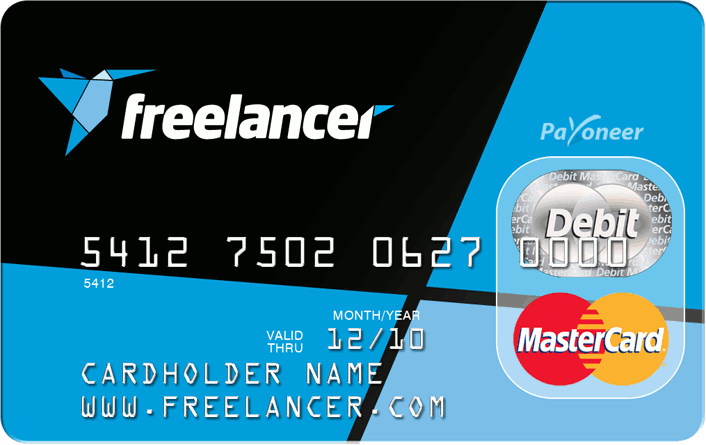 freelancer
Payoneer
Debit
5412 7502 0627 0000
5412
MONTH/YEAR
VALID THRU 12/10
MasterCard
CARDHOLDER NAME
WWW.FREELANCER.COM